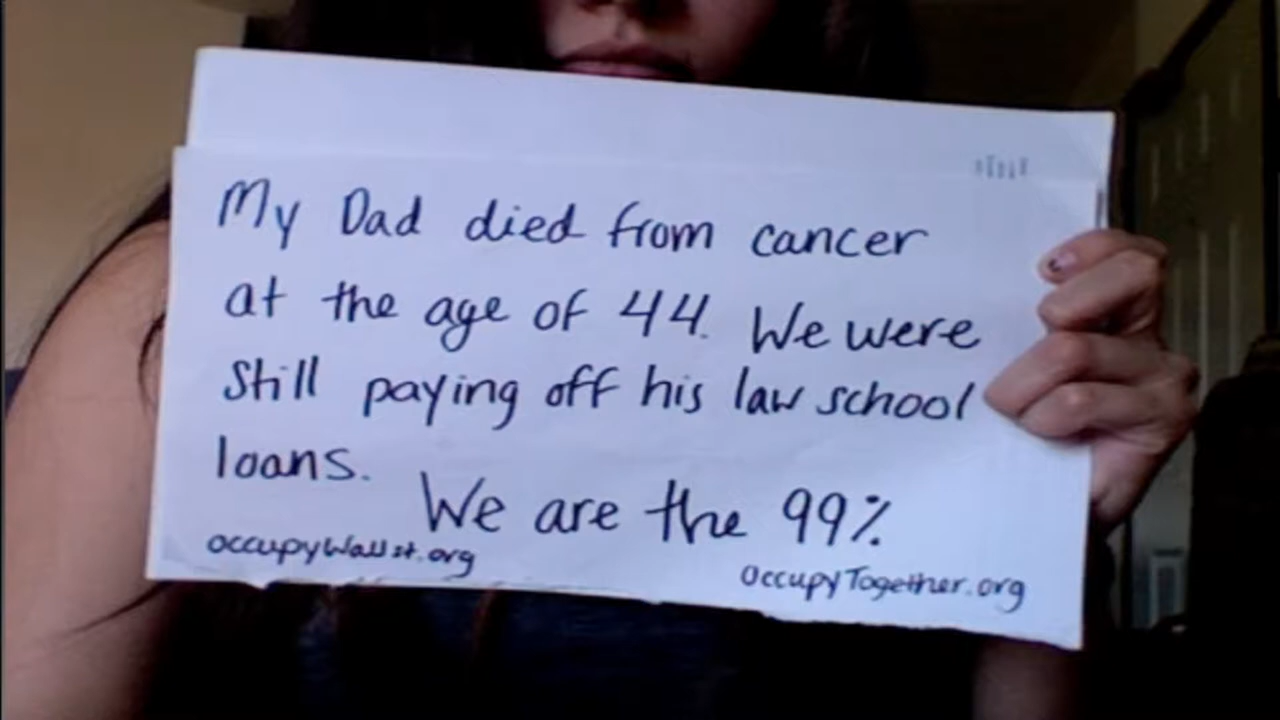 My Dad died from cancer
at the age of 44. We were
still paying off his law school
loans.
We are the 99%
occupywallst.org
OccupyTogether.org